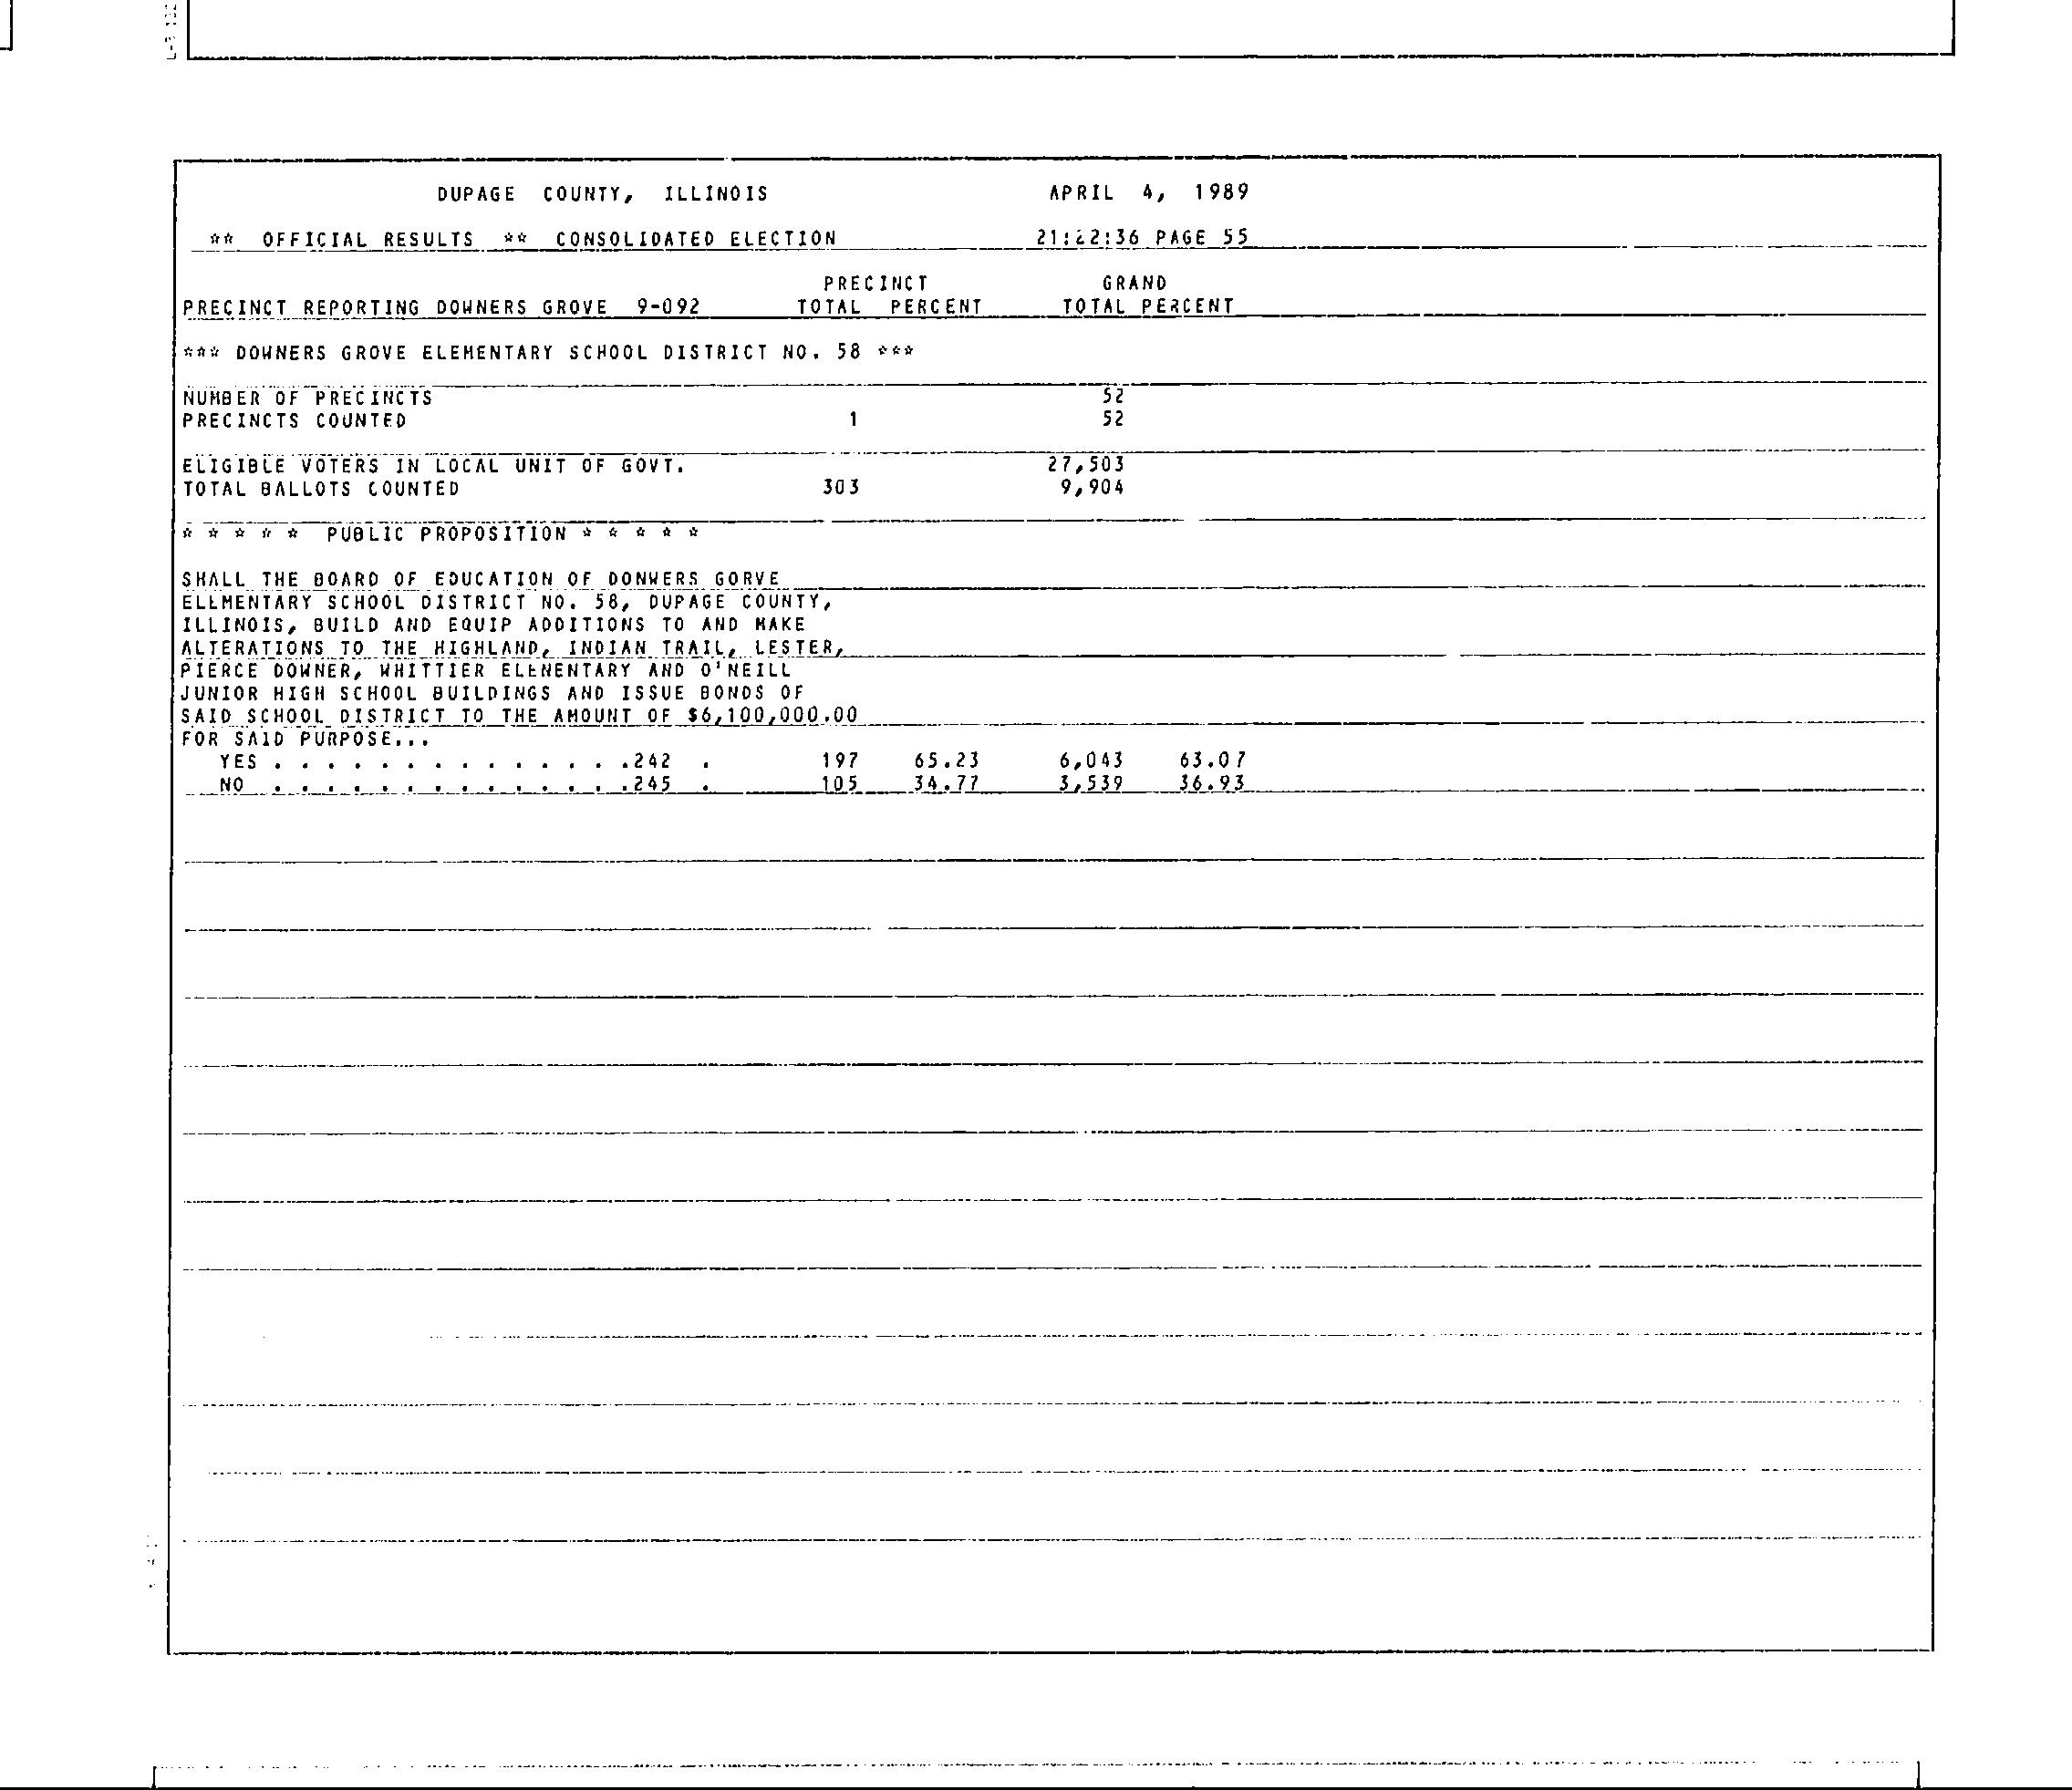 DUPAGE COUNTY, ILLINOIS APRIL 4, 1989
** OFFICIAL RESULTS ** CONSOLIDATED ELECTION 21:22:36 PAGE 55
PRECINCT GRAND
PRECINCT REPORTING DOWNERS GROVE 9-092 TOTAL PERCENT TOTAL PERCENT
*** DOWNERS GROVE ELEMENTARY SCHOOL DISTRICT NO. 58 ***
NUMBER OF PRECINCTS 52
PRECINCTS COUNTED 1 52
ELIGIBLE VOTERS IN LOCAL UNIT OF GOVT. 27,503
TOTAL BALLOTS COUNTED 303 9,904
* * * * * PUBLIC PROPOSITION * * * * *
SHALL THE BOARD OF EDUCATION OF DONWERS GORVE
ELEMENTARY SCHOOL DISTRICT NO. 58, DUPAGE COUNTY,
ILLINOIS, BUILD AND EQUIP ADDITIONS TO AND MAKE
ALTERATIONS TO THE HIGHLAND, INDIAN TRAIL, LESTER,
PIERCE DOWNER, WHITTIER ELEMENTARY AND O'NEILL
JUNIOR HIGH SCHOOL BUILDINGS AND ISSUE BONDS OF
SAID SCHOOL DISTRICT TO THE AMOUNT OF $6,100,000.00
FOR SAID PURPOSE...
YES . . . . . . . . . . . . . .242 . 197 65.23 6,043 63.07
NO . . . . . . . . . . . . . .245 . 105 34.77 3,539 36.93